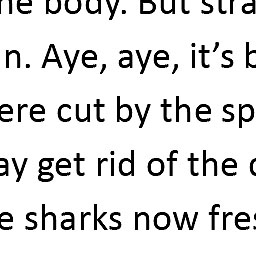 he body. But stra
n. Aye, aye, it's b
ere cut by the sp
ay get rid of the
e sharks now fres